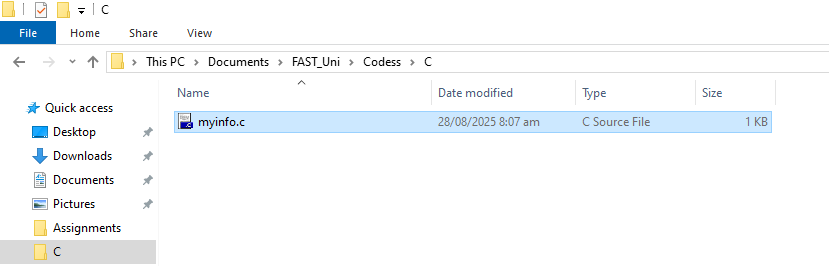 C
File Home Share View
This PC Documents FAST_Uni Codess C
Name Date modified Type Size
Quick access
myinfo.c 28/08/2025 8:07 am C Source File 1 KB
Desktop
Downloads
Documents
Pictures
Assignments
C